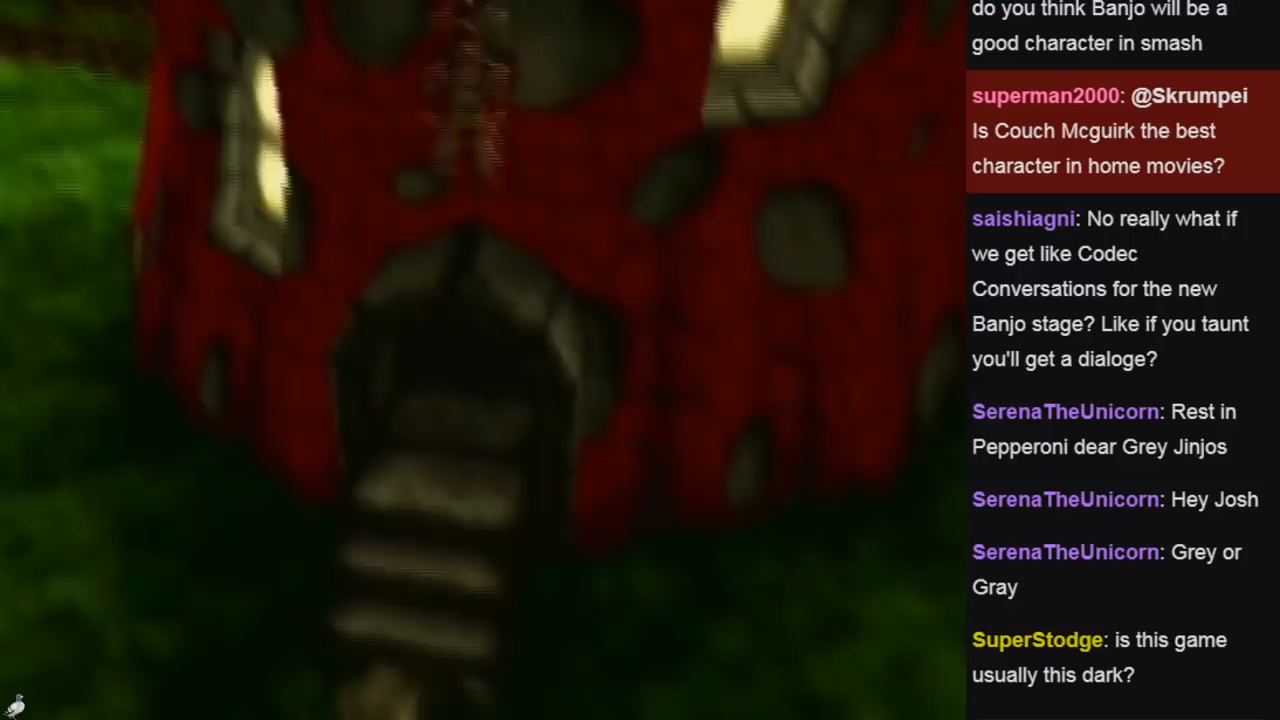 do you think Banjo will be a
good character in smash
superman2000: @Skrumpei
Is Couch Mcguirk the best
character in home movies?
saishiagni: No really what if
we get like Codec
Conversations for the new
Banjo stage? Like if you taunt
you'll get a dialoge?
SerenaTheUnicorn: Rest in
Pepperoni dear Grey Jinjos
SerenaTheUnicorn: Hey Josh
SerenaTheUnicorn: Grey or
Gray
SuperStodge: is this game
usually this dark?